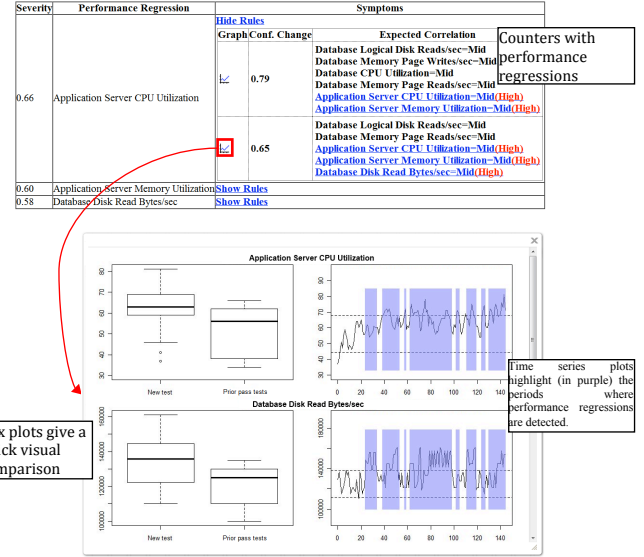 Severity Performance Regression Symptoms
Hide Rules
Graph Conf. Change Expected Correlation
0.66 Application Server CPU Utilization
0.79
Database Logical Disk Reads/sec=Mid
Database Memory Page Writes/sec=Mid
Database CPU Utilization=Mid
Database Memory Page Reads/sec=Mid
Application Server CPU Utilization=Mid(High)
Application Server Memory Utilization=Mid(High)
0.65
Database Logical Disk Reads/sec=Mid
Database Memory Page Reads/sec=Mid
Application Server CPU Utilization=Mid(High)
Application Server Memory Utilization=Mid(High)
Database Disk Read Bytes/sec=Mid(High)
0.60 Application Server Memory Utilization Show Rules
0.58 Database Disk Read Bytes/sec Show Rules
Counters with
performance
regressions
Application Server CPU Utilization
80
70
60
50
40
30
New test Prior pass tests
90
80
70
60
50
40
30
0 20 40 60 80 100 120 140
Time series plots
highlight (in purple) the
periods where
performance regressions
are detected.
Database Disk Read Bytes/sec
160000
140000
120000
100000
New test Prior pass tests
180000
140000
100000
0 20 40 60 80 100 120 140
x plots give a
ck visual
mparison